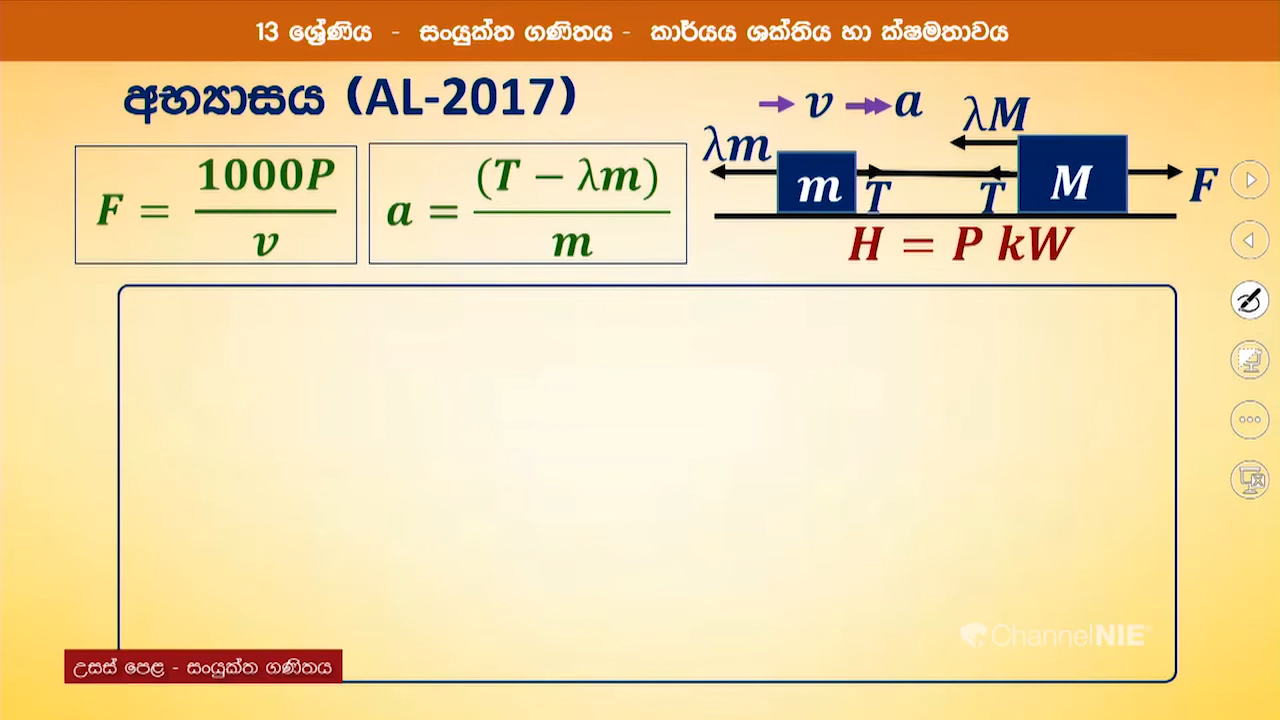 13 ශ්‍රේණිය - සංයුක්ත ගණිතය - කාර්යය ශක්තිය හා ක්ෂමතාවය
අභ්‍යාසය (AL-2017)
→ v →→ a
F = 1000P / v
a = (T − λm) / m
λm
m
T
T
λM
M
F
H = P kW
ChannelNIE
උසස් පෙළ - සංයුක්ත ගණිතය